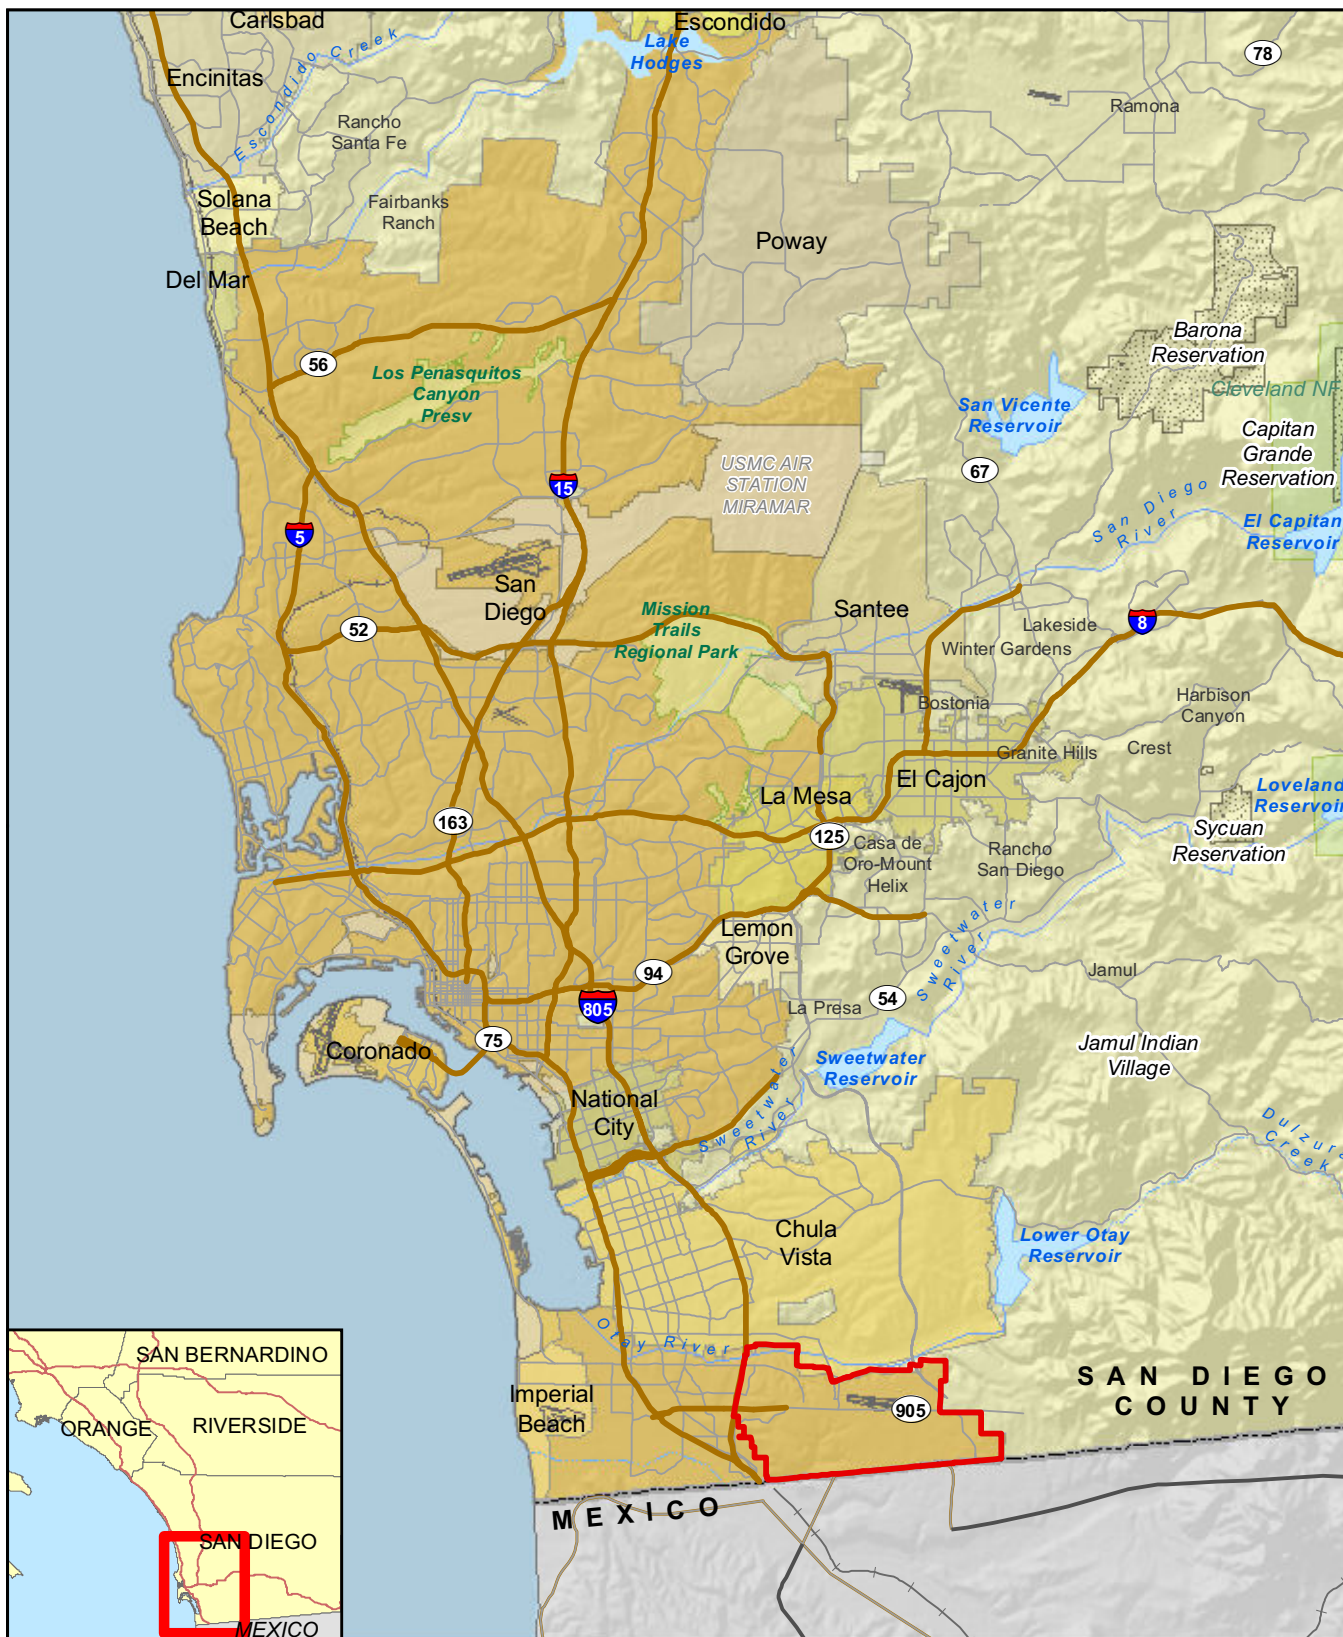 Carlsbad
Escondido
Lake
Hodges
78
Encinitas
Escondido Creek
Ramona
Rancho
Santa Fe
Solana
Beach
Fairbanks
Ranch
Poway
Del Mar
Barona
Reservation
56
Los Penasquitos
Canyon
Presv
Cleveland NF
San Vicente
Reservoir
Capitan
Grande
Reservation
67
USMC AIR
STATION
MIRAMAR
15
San Diego
River
El Capitan
Reservoir
5
San
Diego
Mission
Trails
Regional Park
Santee
52
Lakeside
8
Winter Gardens
Bostonia
Harbison
Canyon
Granite Hills
Crest
El Cajon
La Mesa
Loveland
Reservoir
163
125
Sycuan
Reservation
Casa de
Oro-Mount
Helix
Rancho
San Diego
Lemon
Grove
Sweetwater
River
94
Jamul
54
La Presa
805
75
Coronado
Sweetwater
Reservoir
Jamul Indian
Village
National
City
Sweetwater
River
Dulzura
Creek
Chula
Vista
Lower Otay
Reservoir
Otay River
Imperial
Beach
905
SAN DIEGO
COUNTY
MEXICO
SAN BERNARDINO
ORANGE
RIVERSIDE
SAN DIEGO
MEXICO